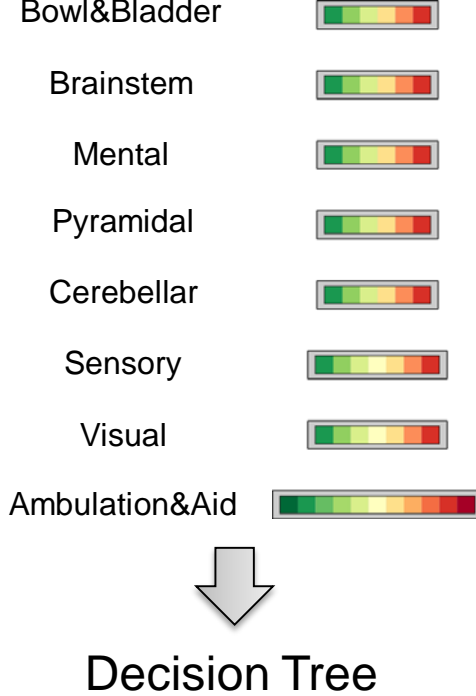 Bowl&Bladder
Brainstem
Mental
Pyramidal
Cerebellar
Sensory
Visual
Ambulation&Aid
Decision Tree